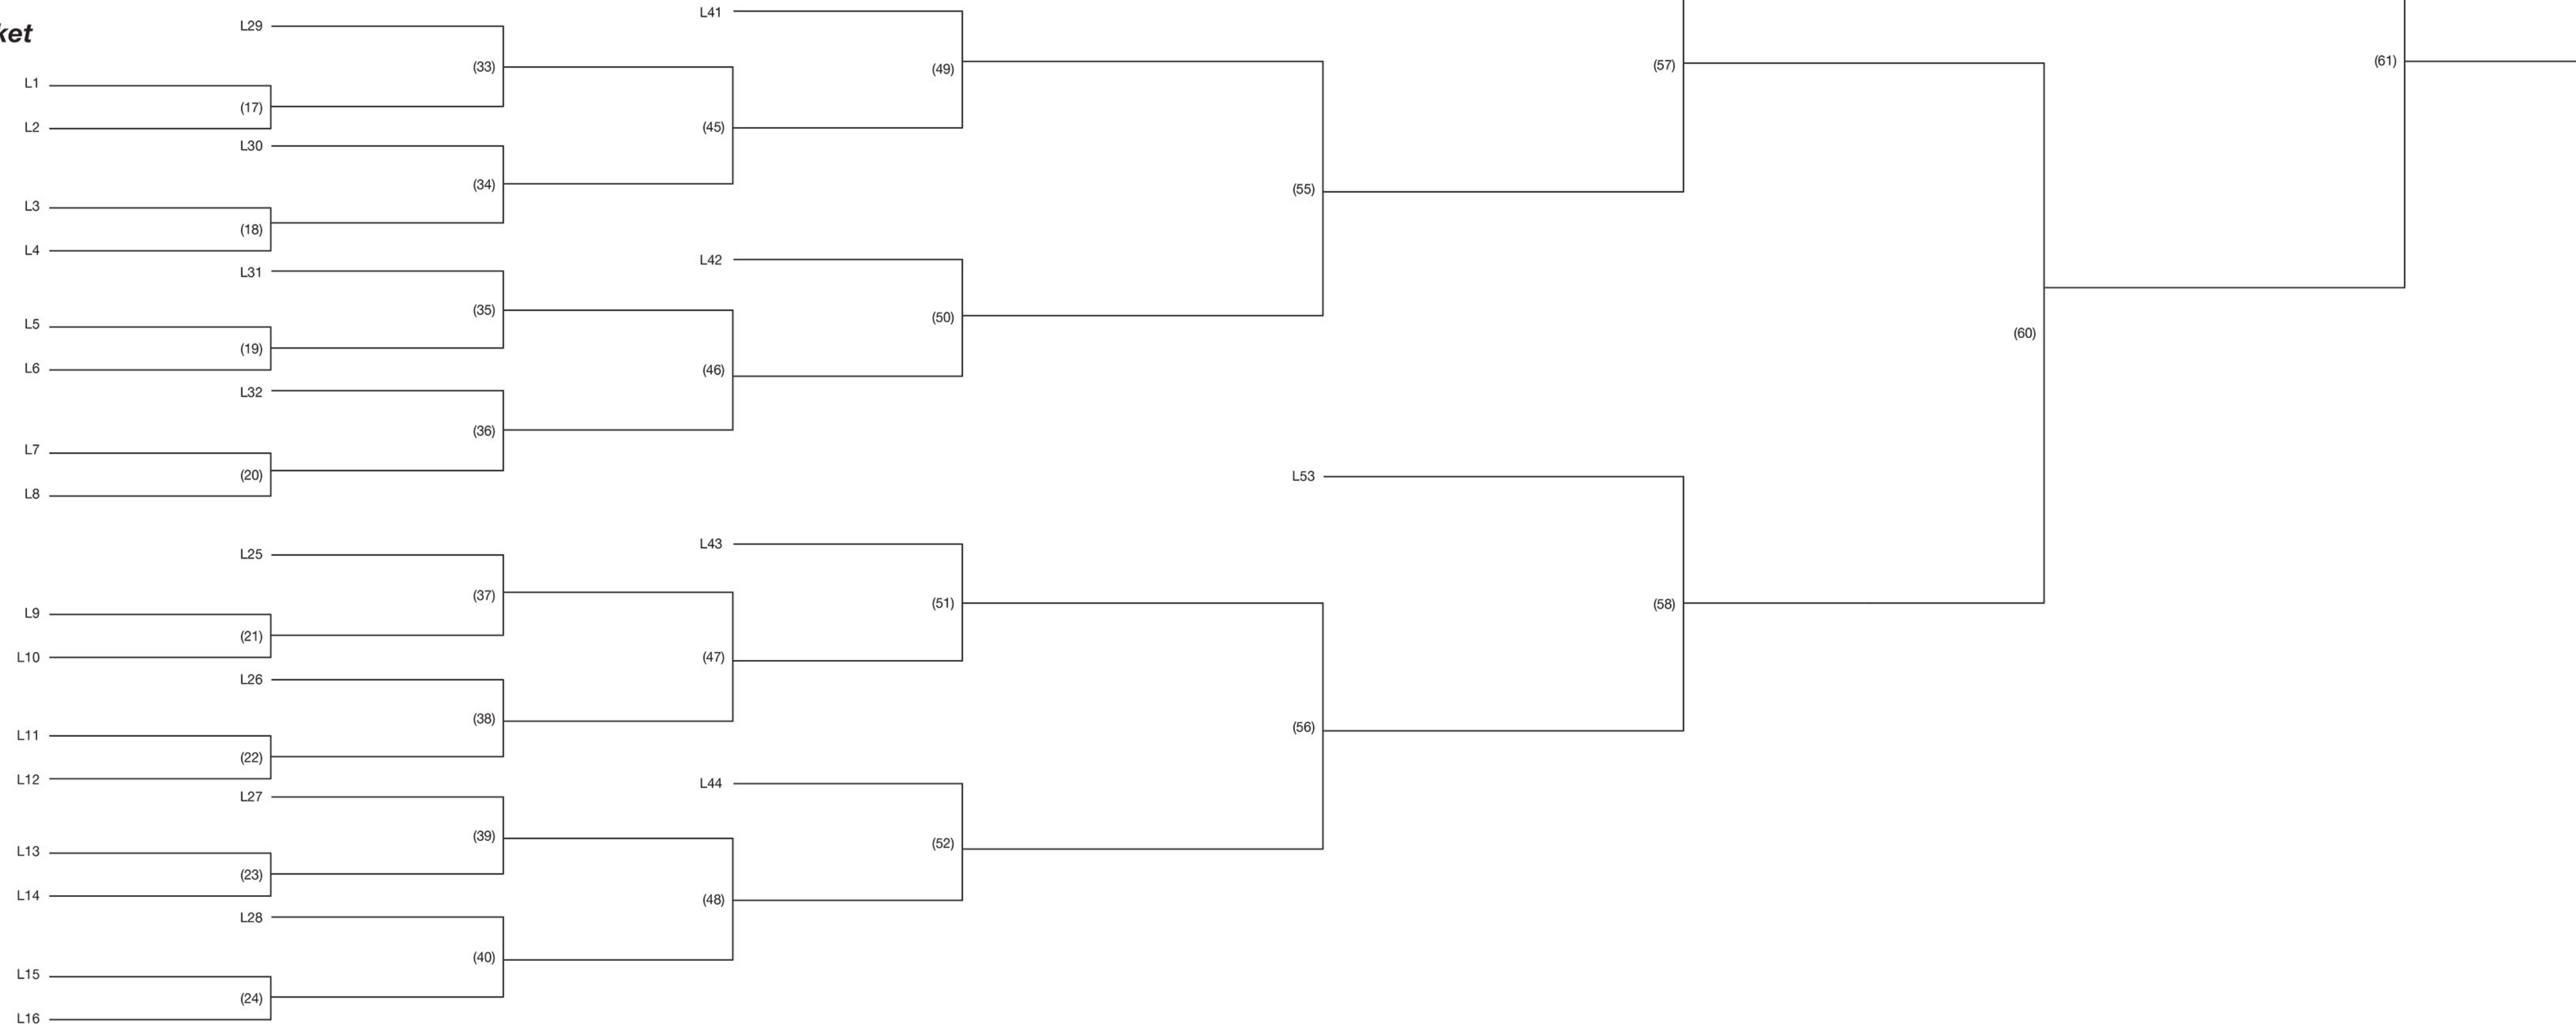 ket
L29
L41
(33)
(49)
(57)
(61)
L1
(17)
L2
(45)
L30
(34)
(55)
L3
(18)
L4
L42
L31
(35)
(50)
L5
(60)
(19)
L6
(46)
L32
(36)
L7
(20)
L53
L8
L43
L25
(37)
(51)
(58)
L9
(21)
L10
(47)
L26
(38)
(56)
L11
(22)
L12
L44
L27
(39)
(52)
L13
(23)
L14
(48)
L28
(40)
L15
(24)
L16